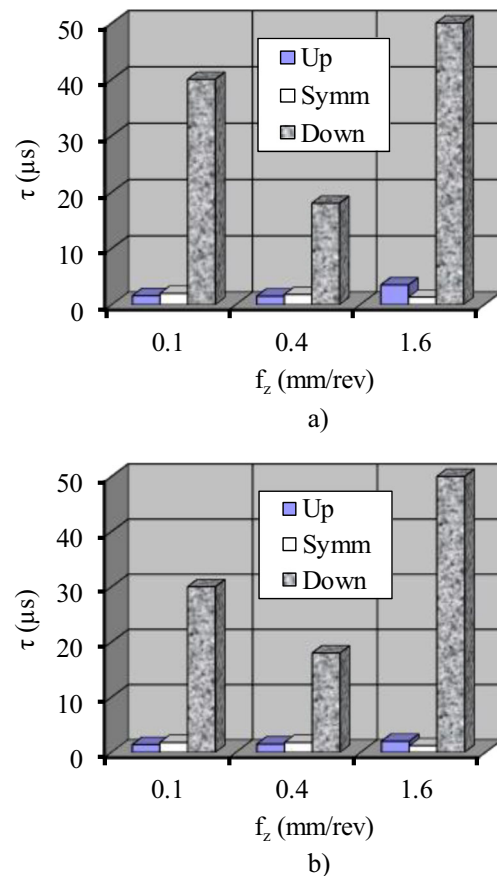 50
40
30
20
10
0
τ (μs)
Up
Symm
Down
0.1 0.4 1.6
f_z (mm/rev)
a)
50
40
30
20
10
0
τ (μs)
Up
Symm
Down
0.1 0.4 1.6
f_z (mm/rev)
b)